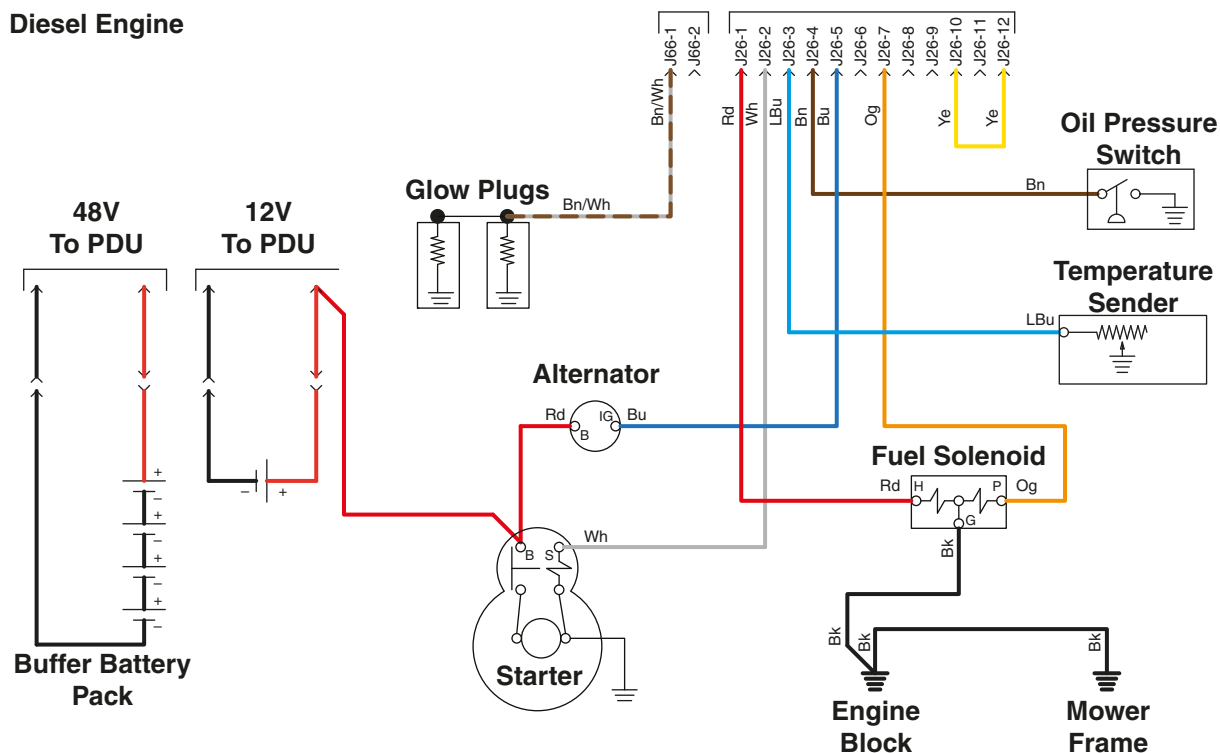 Diesel Engine
J66-1
J66-2
J26-1
J26-2
J26-3
J26-4
J26-5
J26-6
J26-7
J26-8
J26-9
J26-10
J26-11
J26-12
Bn/Wh
Rd
Wh
LBu
Bn
Bu
Og
Ye
Ye
Oil Pressure
Switch
Bn
Glow Plugs
Bn/Wh
48V
To PDU
12V
To PDU
Temperature
Sender
LBu
Alternator
Rd
B
IG
Bu
Fuel Solenoid
Rd
H
P
Og
G
Bk
+
−
+
−
+
−
+
−
−
+
B
S
Wh
Starter
Buffer Battery
Pack
Bk
Bk
Bk
Engine
Block
Mower
Frame